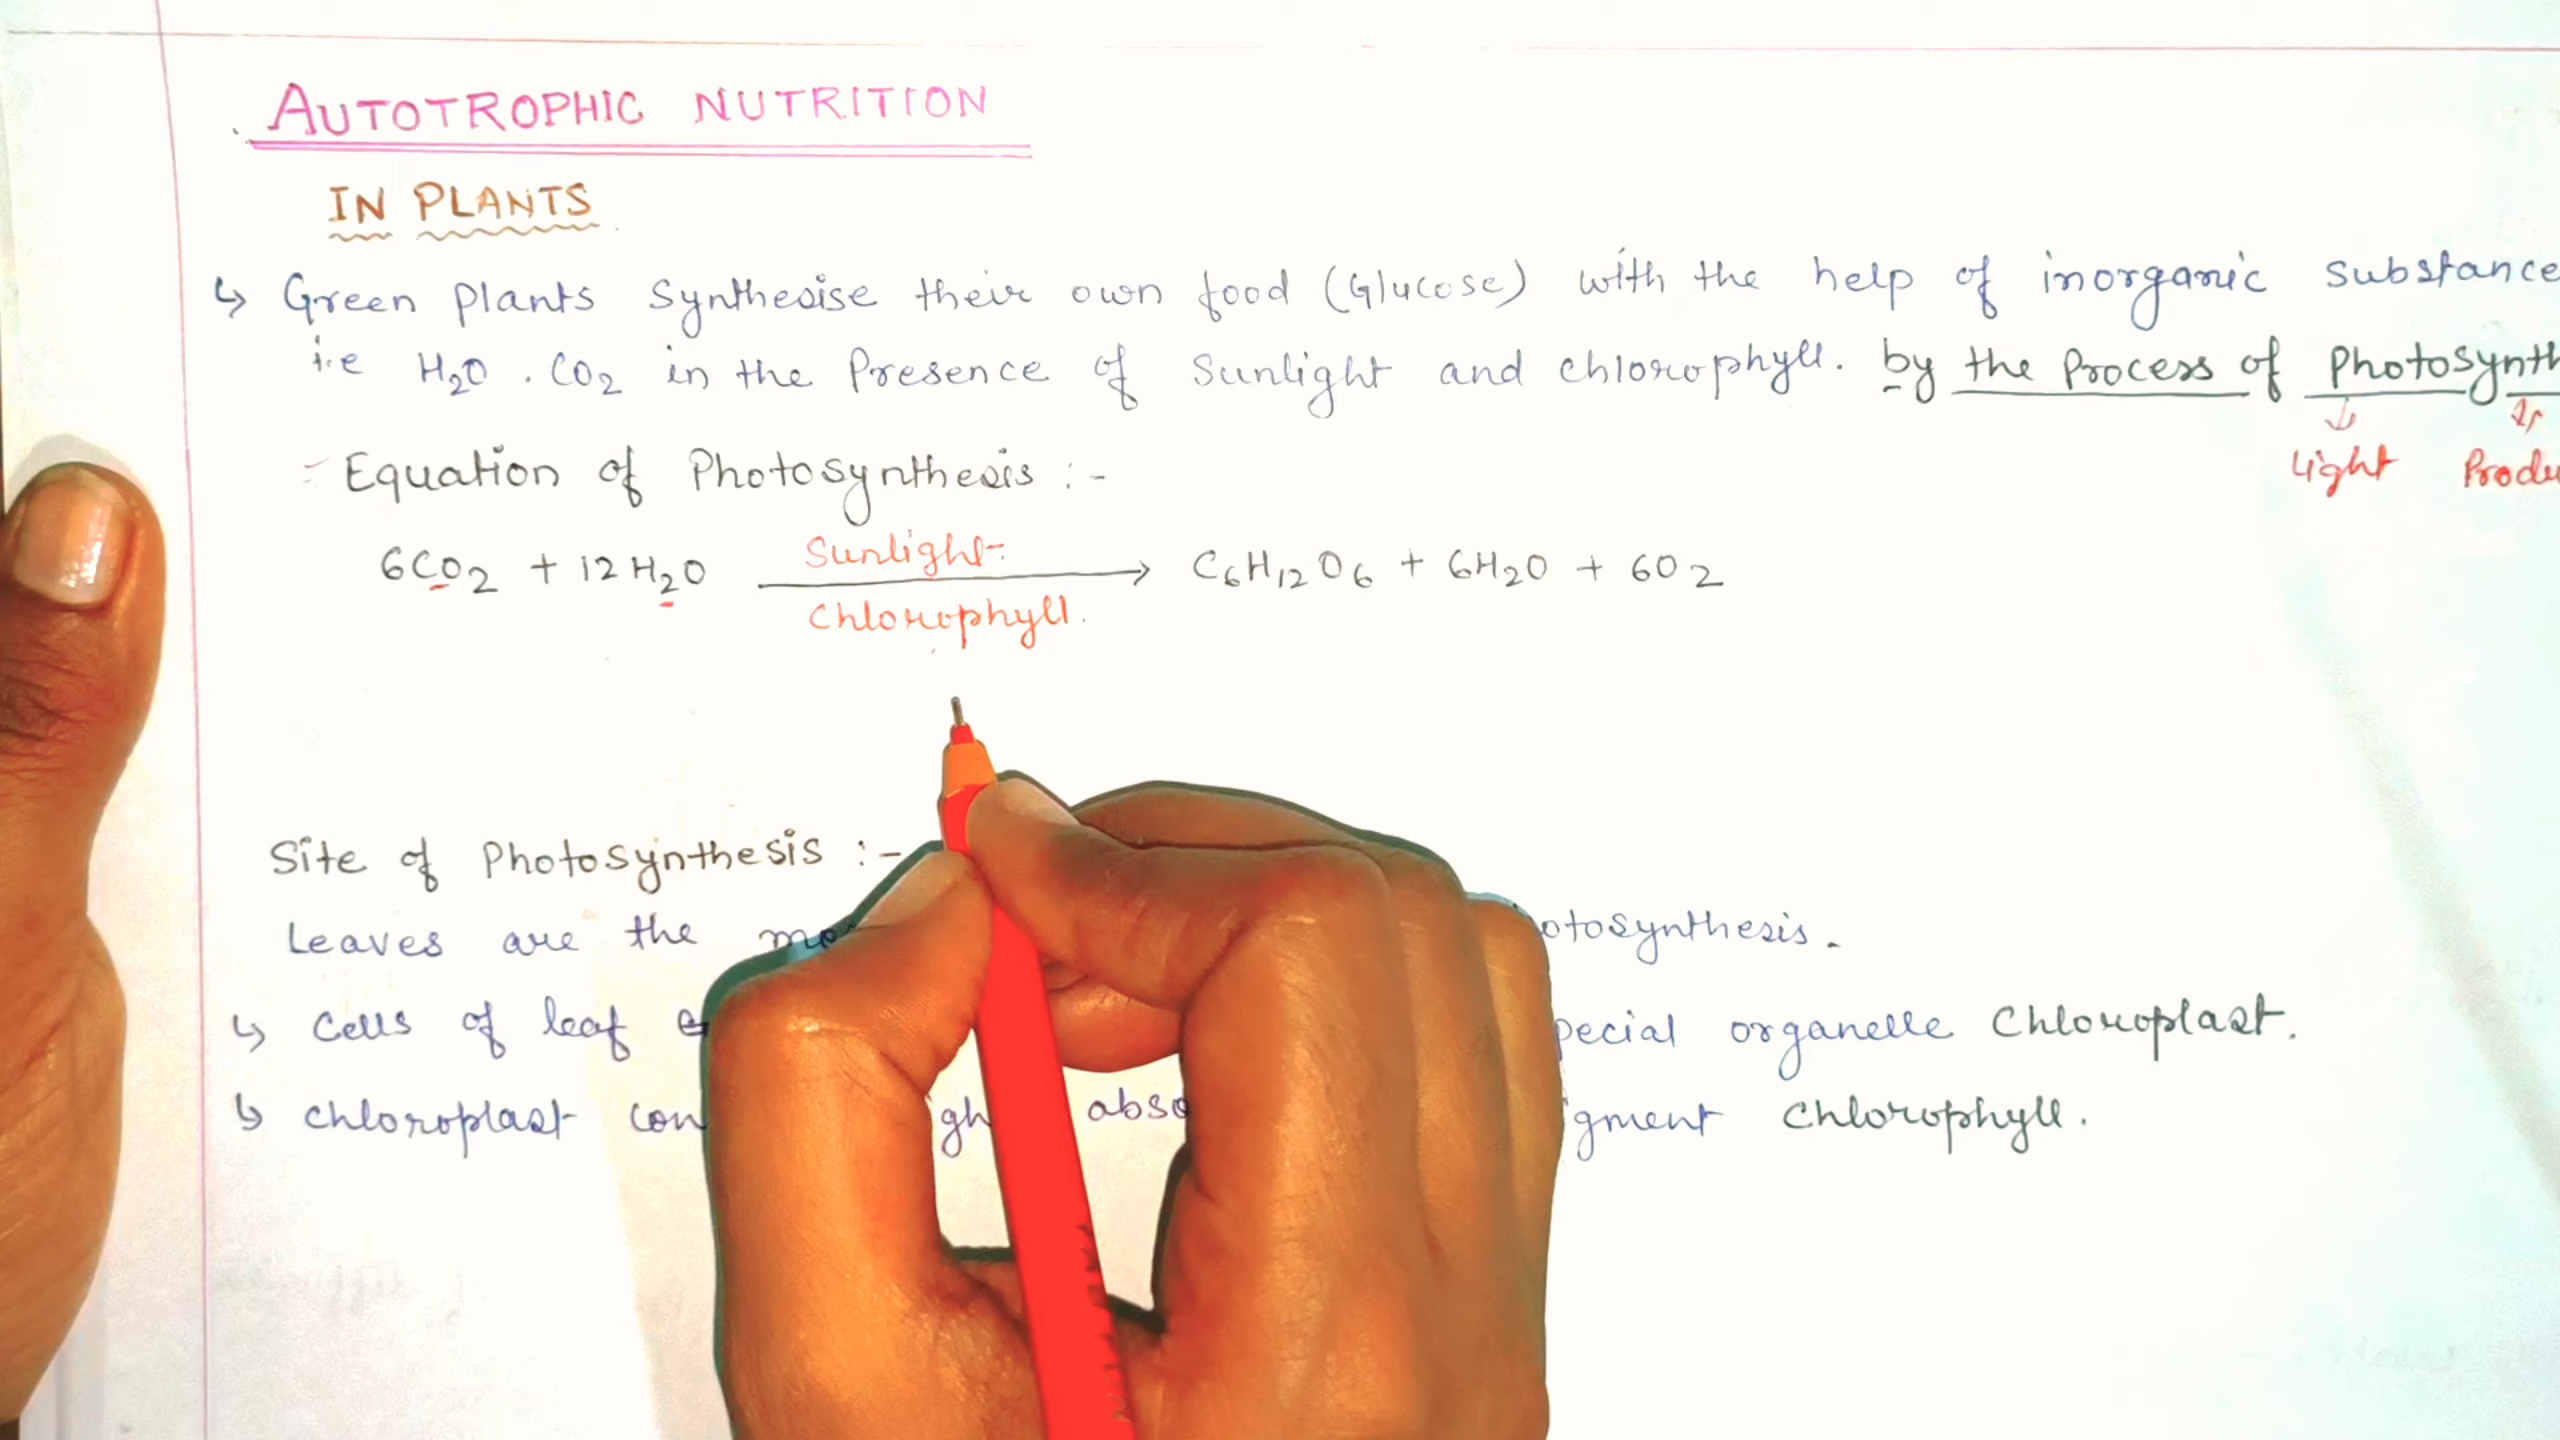 AUTOTROPHIC NUTRITION
IN PLANTS
↳ Green plants synthesise their own food (Glucose) with the help of inorganic substance
i.e H2O . CO2 in the Presence of Sunlight and chlorophyll. by the Process of Photosynth
Light Produ
Equation of Photosynthesis :-
Sunlight
6CO2 + 12H2O → C6H12O6 + 6H2O + 6O2
Chlorophyll.
Site of Photosynthesis :-
Leaves are the otosynthesis.
↳ Cells of leaf pecial organelle Chloroplast.
↳ chloroplast con gh abso gment Chlorophyll.